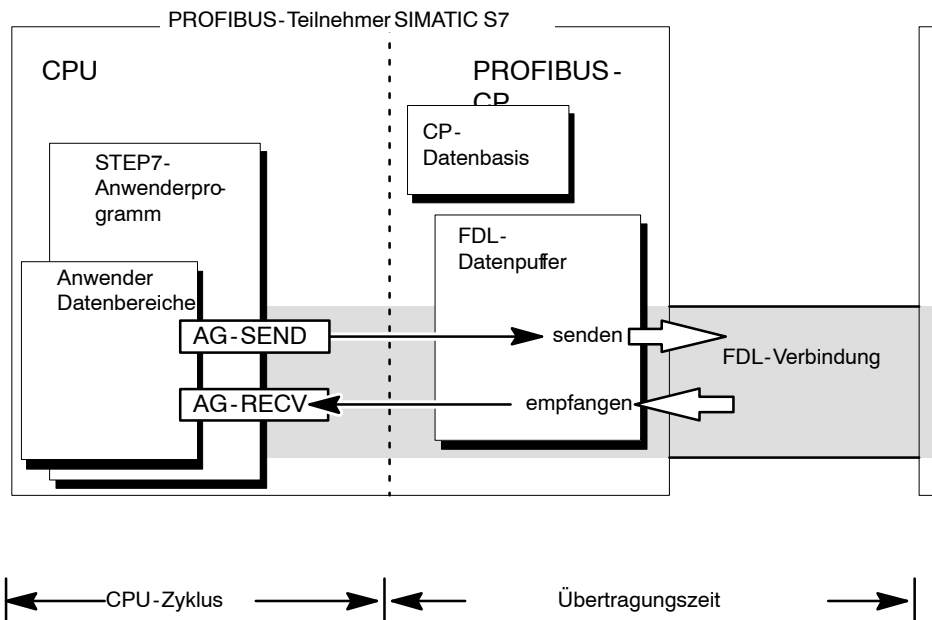 PROFIBUS-Teilnehmer SIMATIC S7
CPU
PROFIBUS-
CP
CP-
Datenbasis
STEP7-
Anwenderpro-
gramm
FDL-
Datenpuffer
Anwender
Datenbereiche
AG-SEND
senden
FDL-Verbindung
AG-RECV
empfangen
CPU-Zyklus
Übertragungszeit